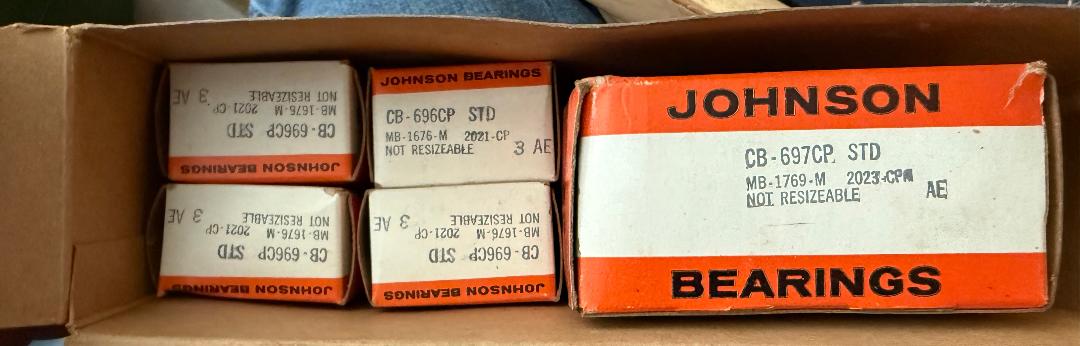 NOT RESIZEABLE 3 AE
MB-1676-M 2021-CP
CB-696CP STD
JOHNSON BEARINGS
JOHNSON BEARINGS
CB-696CP STD
MB-1676-M 2021-CP
NOT RESIZEABLE 3 AE
NOT RESIZEABLE 3 AE
MB-1676-M 2021-CP
CB-696CP STD
JOHNSON BEARINGS
NOT RESIZEABLE 3 AE
MB-1676-M 2021-CP
CB-696CP STD
JOHNSON BEARINGS
JOHNSON
CB-697CP STD
MB-1769-M 2023-CPM
NOT RESIZEABLE AE
BEARINGS